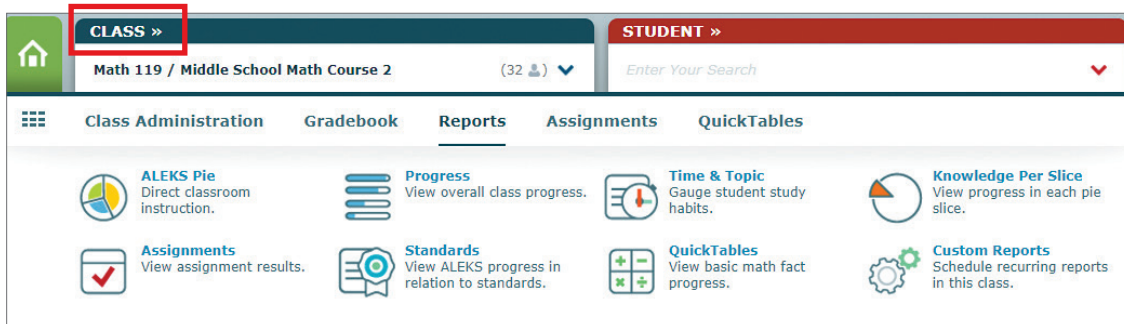 CLASS »
STUDENT »
Math 119 / Middle School Math Course 2 (32 )
Enter Your Search
Class Administration Gradebook Reports Assignments QuickTables
ALEKS Pie
Direct classroom
instruction.
Progress
View overall class progress.
Time & Topic
Gauge student study
habits.
Knowledge Per Slice
View progress in each pie
slice.
Assignments
View assignment results.
Standards
View ALEKS progress in
relation to standards.
QuickTables
View basic math fact
progress.
Custom Reports
Schedule recurring reports
in this class.